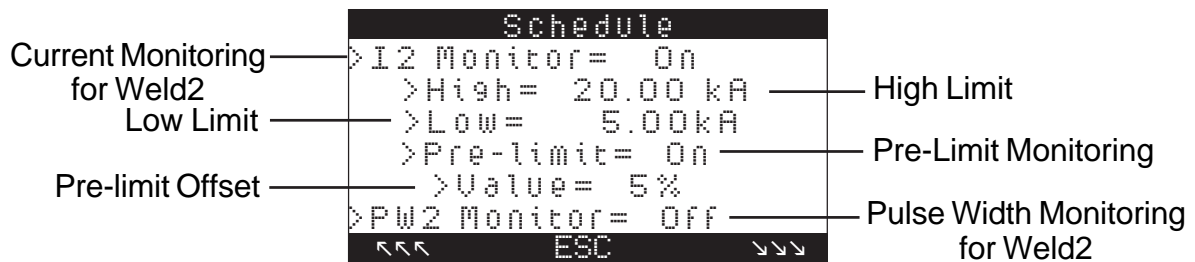 Schedule
Current Monitoring
for Weld2
>I2 Monitor= On
>High= 20.00 kA
High Limit
Low Limit
>Low= 5.00kA
>Pre-limit= On
Pre-Limit Monitoring
Pre-limit Offset
>Value= 5%
>PW2 Monitor= Off
Pulse Width Monitoring
for Weld2
↖↖↖ ESC ↘↘↘